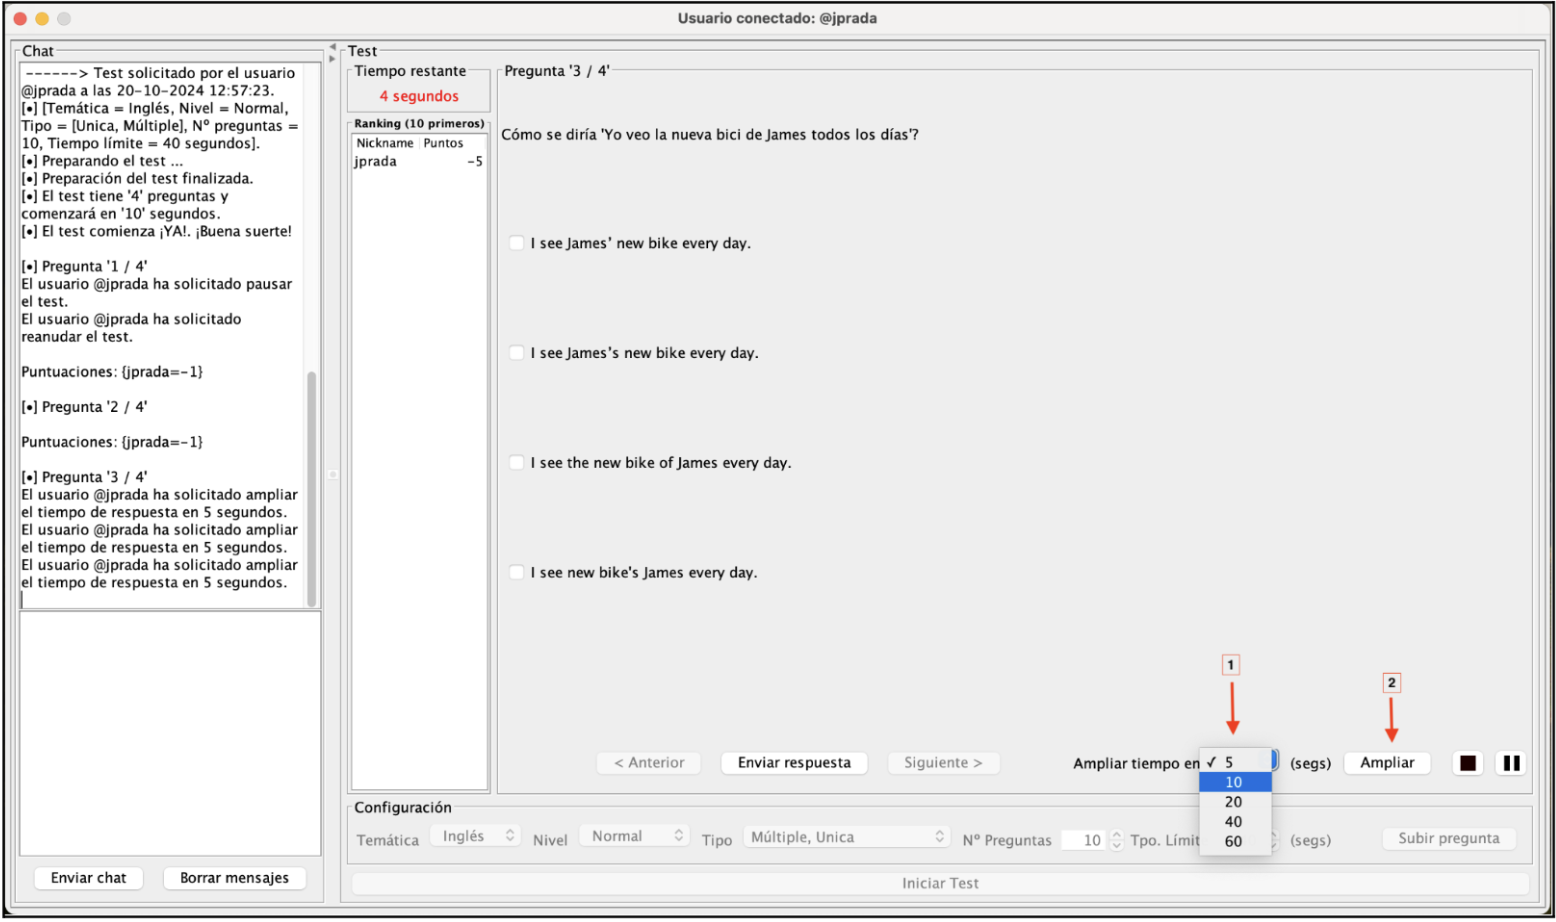 Usuario conectado: @jprada
Chat
------> Test solicitado por el usuario
@jprada a las 20-10-2024 12:57:23.
[•] [Temática = Inglés, Nivel = Normal,
Tipo = [Unica, Múltiple], Nº preguntas =
10, Tiempo límite = 40 segundos].
[•] Preparando el test ...
[•] Preparación del test finalizada.
[•] El test tiene '4' preguntas y
comenzará en '10' segundos.
[•] El test comienza ¡YA!. ¡Buena suerte!
[•] Pregunta '1 / 4'
El usuario @jprada ha solicitado pausar
el test.
El usuario @jprada ha solicitado
reanudar el test.
Puntuaciones: {jprada=-1}
[•] Pregunta '2 / 4'
Puntuaciones: {jprada=-1}
[•] Pregunta '3 / 4'
El usuario @jprada ha solicitado ampliar
el tiempo de respuesta en 5 segundos.
El usuario @jprada ha solicitado ampliar
el tiempo de respuesta en 5 segundos.
El usuario @jprada ha solicitado ampliar
el tiempo de respuesta en 5 segundos.
Enviar chat
Borrar mensajes
Test
Tiempo restante
4 segundos
Ranking (10 primeros)
Nickname Puntos
jprada -5
Pregunta '3 / 4'
Cómo se diría 'Yo veo la nueva bici de James todos los días'?
I see James’ new bike every day.
I see James's new bike every day.
I see the new bike of James every day.
I see new bike's James every day.
1
2
< Anterior
Enviar respuesta
Siguiente >
Ampliar tiempo en
✓ 5
10
20
40
60
(segs)
Ampliar
Configuración
Temática Inglés Nivel Normal Tipo Múltiple, Unica Nº Preguntas 10 Tpo. Límit (segs) Subir pregunta
Iniciar Test